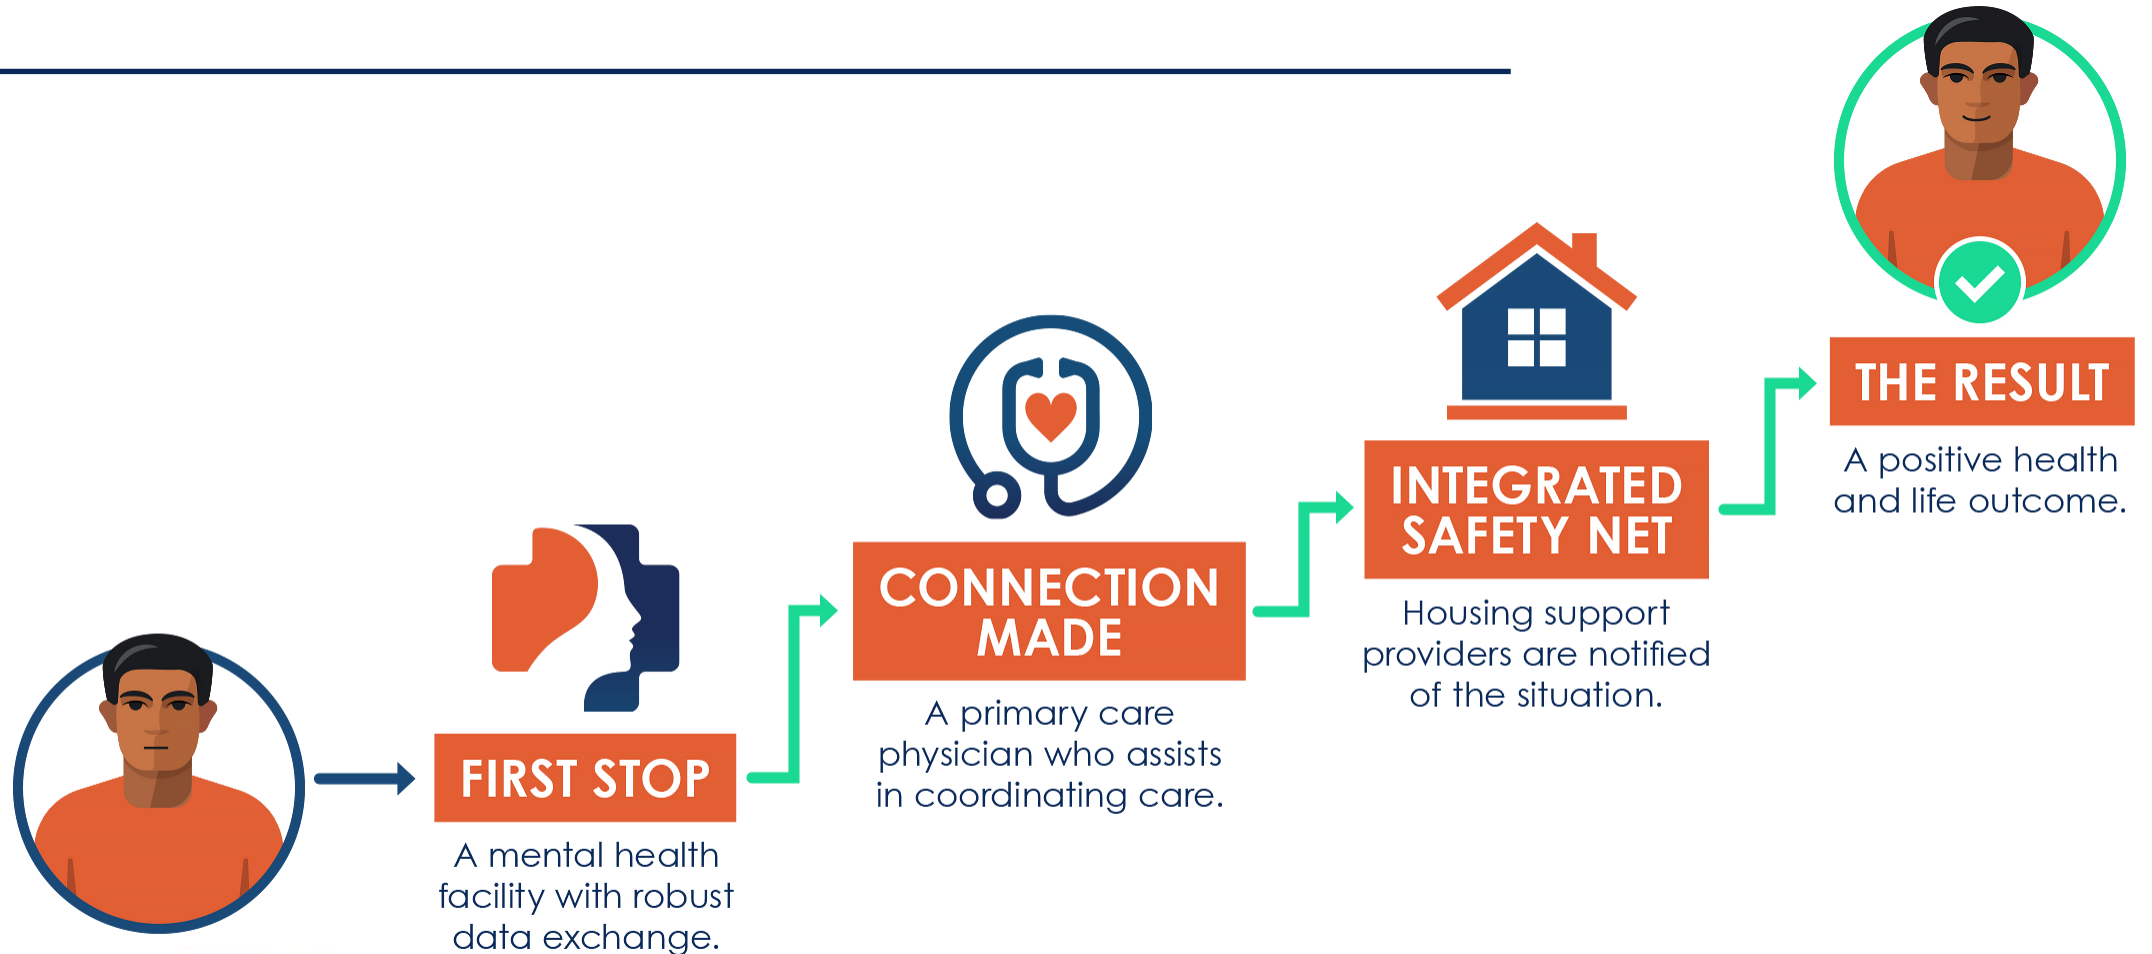 FIRST STOP
A mental health
facility with robust
data exchange.
CONNECTION
MADE
A primary care
physician who assists
in coordinating care.
INTEGRATED
SAFETY NET
Housing support
providers are notified
of the situation.
THE RESULT
A positive health
and life outcome.